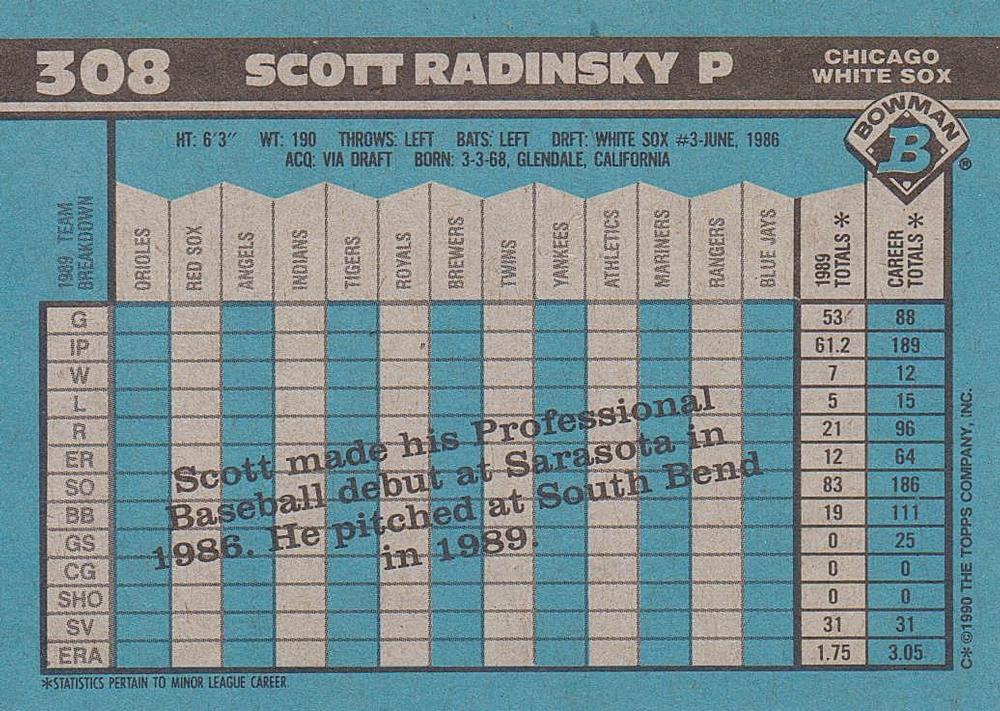 308 SCOTT RADINSKY P CHICAGO WHITE SOX
BOWMAN B ®
HT: 6'3" WT: 190 THROWS: LEFT BATS: LEFT DRFT: WHITE SOX #3-JUNE, 1986
ACQ: VIA DRAFT BORN: 3-3-68, GLENDALE, CALIFORNIA
1989 TEAM BREAKDOWN ORIOLES RED SOX ANGELS INDIANS TIGERS ROYALS BREWERS TWINS YANKEES ATHLETICS MARINERS RANGERS BLUE JAYS 1989 TOTALS * CAREER TOTALS *
G 53 88
IP 61.2 189
W 7 12
L 5 15
R 21 96
ER 12 64
SO 83 186
BB 19 111
GS 0 25
CG 0 0
SHO 0 0
SV 31 31
ERA 1.75 3.05
Scott made his Professional
Baseball debut at Sarasota in
1986. He pitched at South Bend
in 1989.
*STATISTICS PERTAIN TO MINOR LEAGUE CAREER.
C* ©1990 THE TOPPS COMPANY, INC.